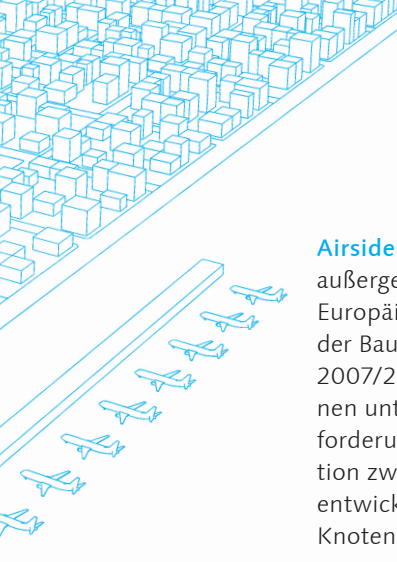 Airside
außerge
Europäi
der Bau
2007/2
nen unt
forderu
tion zw
entwick
Knoten